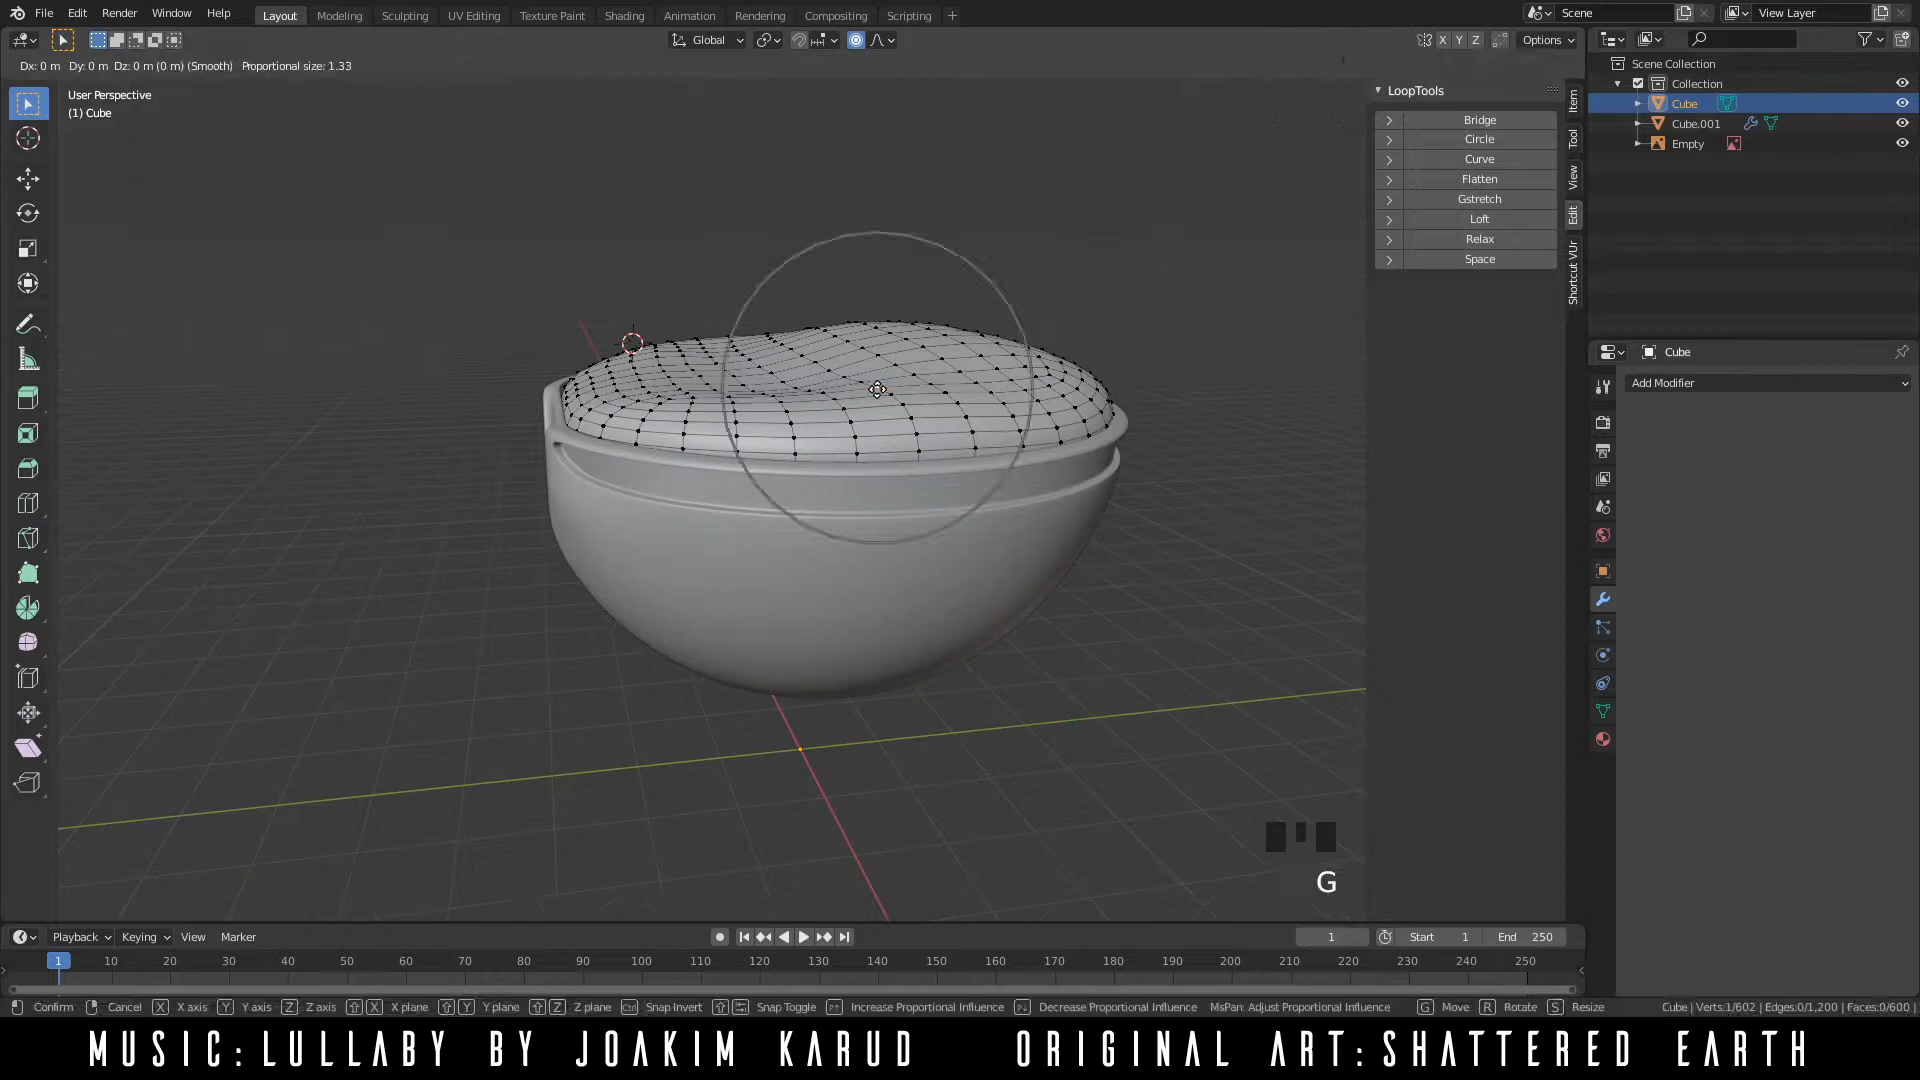 File Edit Render Window Help Layout Modeling Sculpting UV Editing Texture Paint Shading Animation Rendering Compositing Scripting + Scene View Layer
Global X Y Z Options
Dx: 0 m Dy: 0 m Dz: 0 m (0 m) (Smooth) Proportional size: 1.33
User Perspective
(1) Cube
LoopTools
Bridge
Circle
Curve
Flatten
Gstretch
Loft
Relax
Space
Item
Tool
View
Edit
Shortcut VUr
Scene Collection
Collection
Cube
Cube.001
Empty
Cube
Add Modifier
G
Playback Keying View Marker 1 Start 1 End 250
1 10 20 30 40 50 60 70 80 90 100 110 120 130 140 150 160 170 180 190 200 210 220 230 240 250
Confirm Cancel X X axis Y Y axis Z Z axis X X plane Y Y plane Z Z plane Ctrl Snap Invert Snap Toggle Increase Proportional Influence Decrease Proportional Influence MsPan: Adjust Proportional Influence G Move R Rotate S Resize Cube | Verts:1/602 | Edges:0/1,200 | Faces:0/600
MUSIC:LULLABY BY JOAKIM KARUD ORIGINAL ART:SHATTERED EARTH